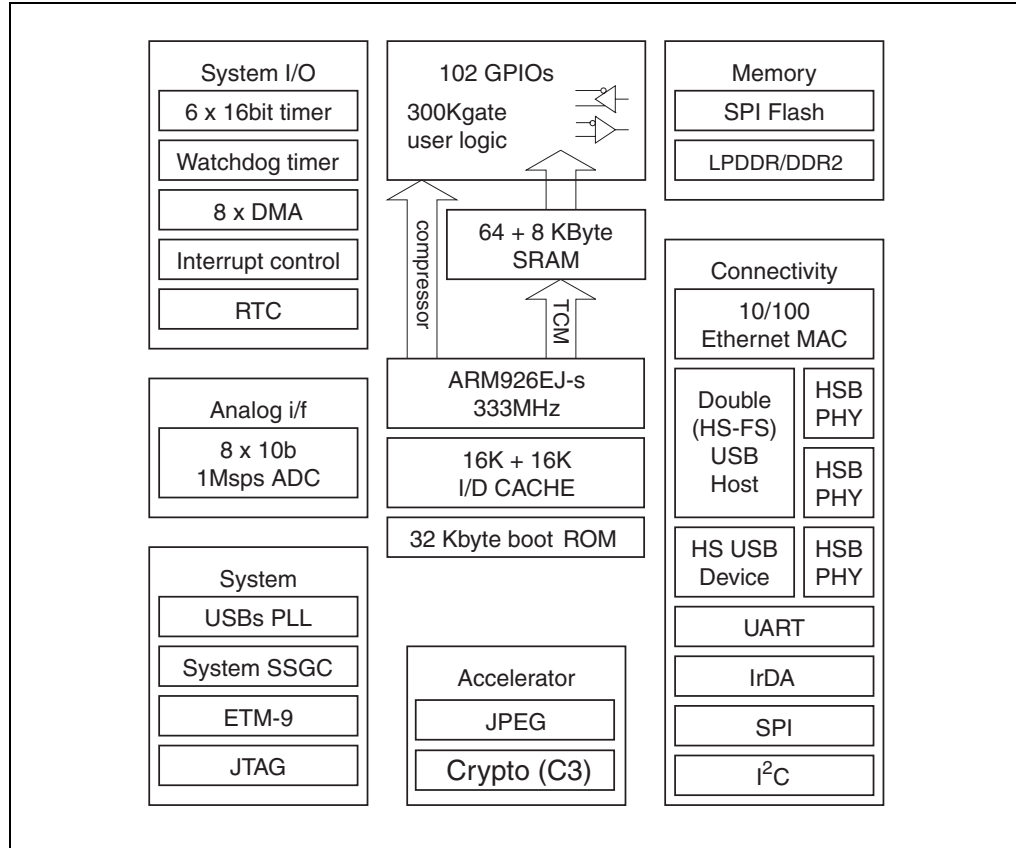 System I/O
6 x 16bit timer
Watchdog timer
8 x DMA
Interrupt control
RTC
Analog i/f
8 x 10b
1Msps ADC
System
USBs PLL
System SSGC
ETM-9
JTAG
102 GPIOs
300Kgate
user logic
compressor
64 + 8 KByte
SRAM
TCM
ARM926EJ-s
333MHz
16K + 16K
I/D CACHE
32 Kbyte boot ROM
Accelerator
JPEG
Crypto (C3)
Memory
SPI Flash
LPDDR/DDR2
Connectivity
10/100
Ethernet MAC
Double
(HS-FS)
USB
Host
HSB
PHY
HSB
PHY
HS USB
Device
HSB
PHY
UART
IrDA
SPI
I²C